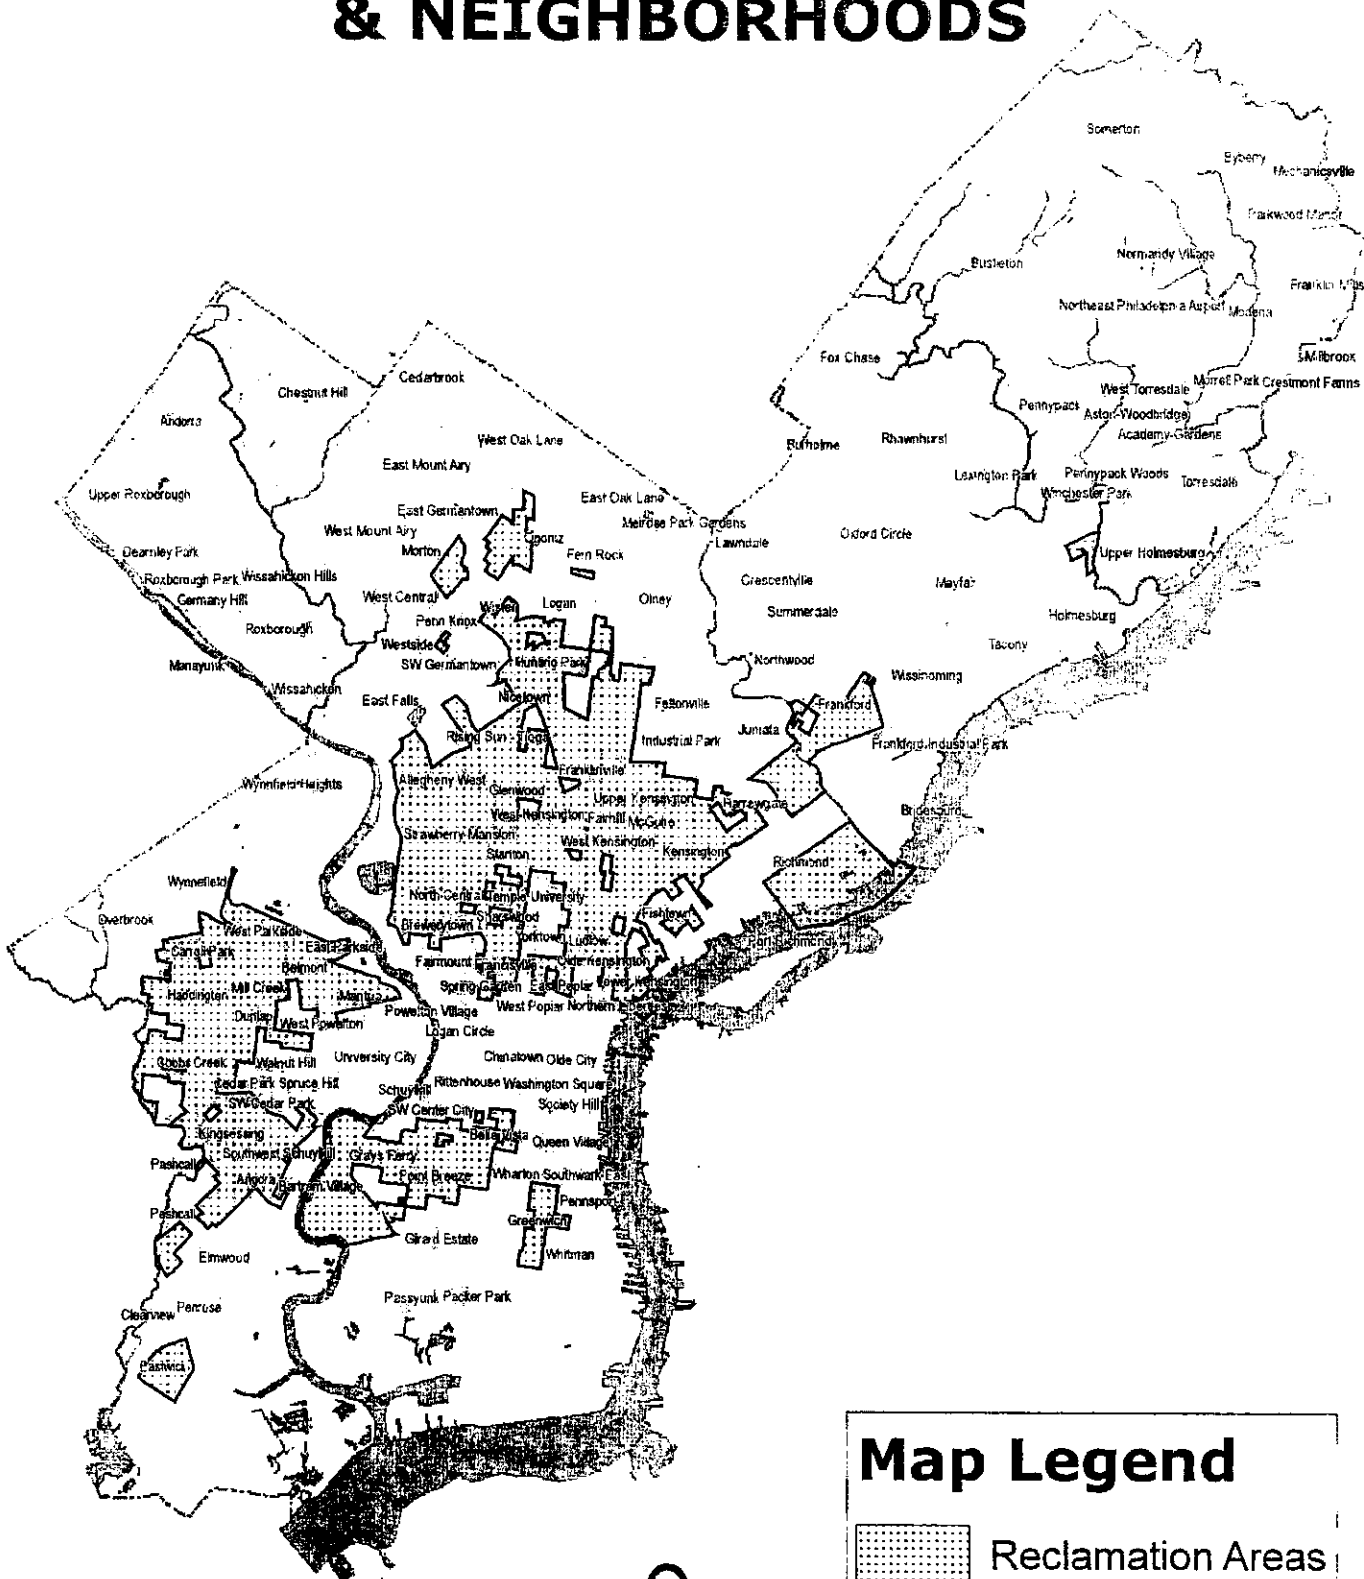 & NEIGHBORHOODS
Somerton
Byberry
Mechanicsville
Parkwood Manor
Normandy Village
Bustleton
Franklin Mills
Northeast Philadelphia Airport
Modena
Millbrook
Fox Chase
Cedarbrook
Chestnut Hill
West Torresdale
Morrell Park
Crestmont Farms
Pennypack
Aston-Woodbridge
Academy-Gardens
Andorra
West Oak Lane
Rhawnhurst
Burholme
East Mount Airy
Lexington Park
Pennypack Woods
Torresdale
Winchester Park
Upper Roxborough
East Oak Lane
East Germantown
Melrose Park Gardens
West Mount Airy
Oxford Circle
Lawndale
Ogontz
Dearnley Park
Morton
Fern Rock
Upper Holmesburg
Roxborough Park
Wissahickon Hills
Crescentville
Mayfair
Germany Hill
West Central
Wister
Logan
Olney
Summerdale
Holmesburg
Penn Knox
Roxborough
Westside
Tacony
Manayunk
SW Germantown
Hunting Park
Northwood
Wissinoming
Wissahickon
East Falls
Nicetown
Feltonville
Frankford
Juniata
Rising Sun - Tioga
Industrial Park
Frankford Industrial Park
Allegheny West
Franklinville
Wynnfield Heights
Glenwood
Upper Kensington
Harrowgate
Bridesburg
West Kensington
Fairhill
McGuire
Strawberry Mansion
West Kensington
Kensington
Stanton
Richmond
Wynnefield
North Central
Temple University
Overbrook
Sharswood
Fishtown
Brewerytown
West Parkside
Yorktown
Ludlow
Port Richmond
Carroll Park
East Parkside
Fairmount
Francisville
Olde Kensington
Belmont
Haddington
Mill Creek
Mantua
Spring Garden
East Poplar
Lower Kensington
Powelton Village
West Poplar
Northern Liberties
Dunlap
West Powelton
Logan Circle
Cobbs Creek
Walnut Hill
University City
Chinatown
Olde City
Cedar Park
Spruce Hill
Schuylkill
Rittenhouse
Washington Square
SW Cedar Park
SW Center City
Society Hill
Kingsessing
Bella Vista
Queen Village
Southwest Schuylkill
Grays Ferry
Paschall
Angora
Bartram Village
Point Breeze
Wharton
Southwark East
Pennsport
Paschall
Greenwich
Elmwood
Girard Estate
Whitman
Clearview
Penrose
Passyunk
Packer Park
Eastwick
Map Legend
Reclamation Areas